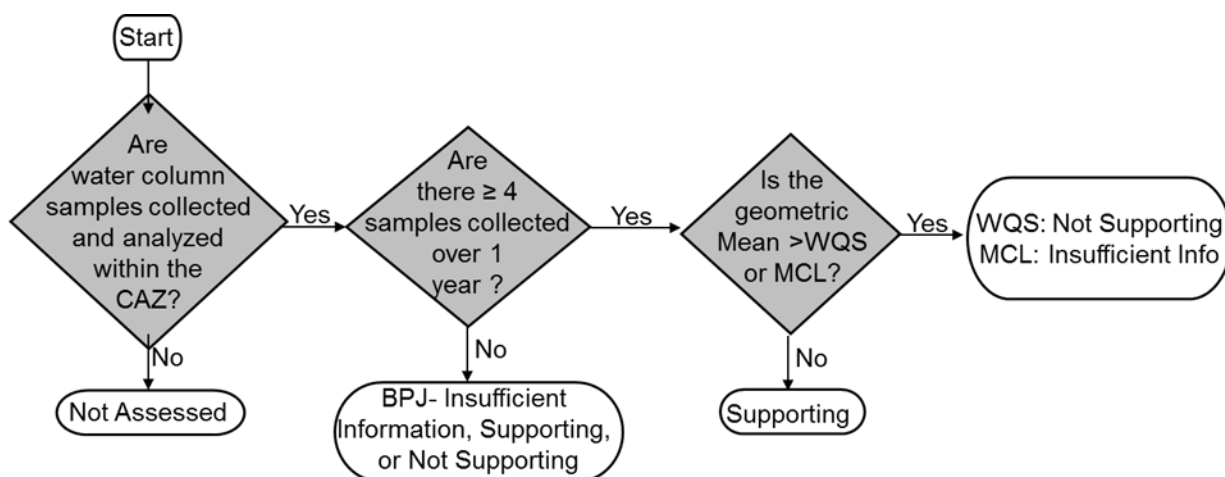 Start
Are
water column
samples collected
and analyzed
within the
CAZ?
Yes
No
Not Assessed
Are
there ≥ 4
samples collected
over 1
year ?
Yes
No
BPJ- Insufficient
Information, Supporting,
or Not Supporting
Is the
geometric
Mean >WQS
or MCL?
Yes
No
Supporting
WQS: Not Supporting
MCL: Insufficient Info